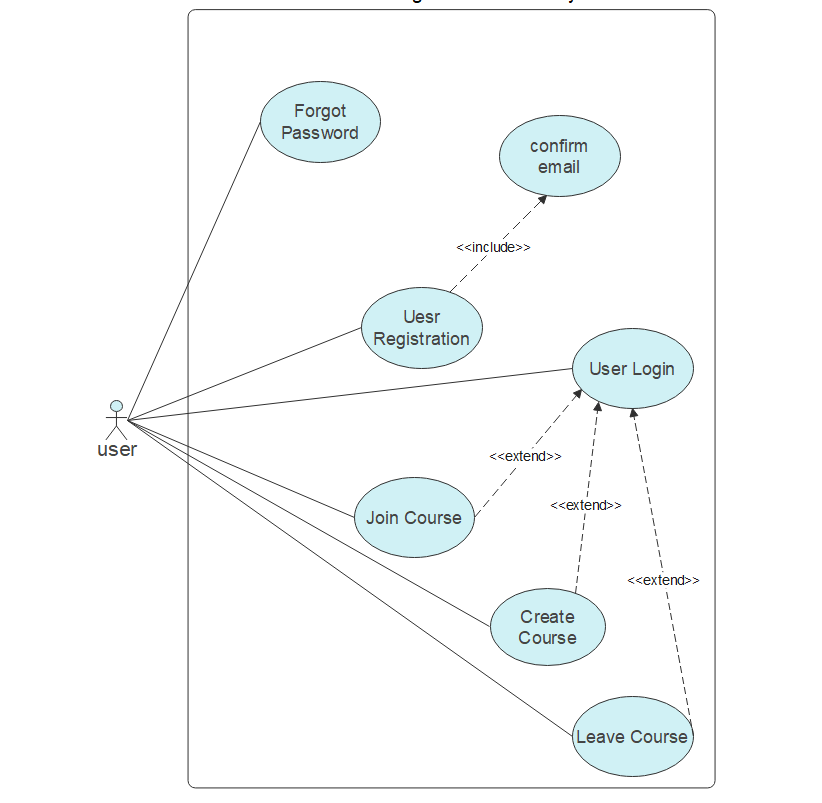 Forgot
Password
confirm
email
<<include>>
Uesr
Registration
User Login
user
<<extend>>
Join Course
<<extend>>
<<extend>>
Create
Course
Leave Course